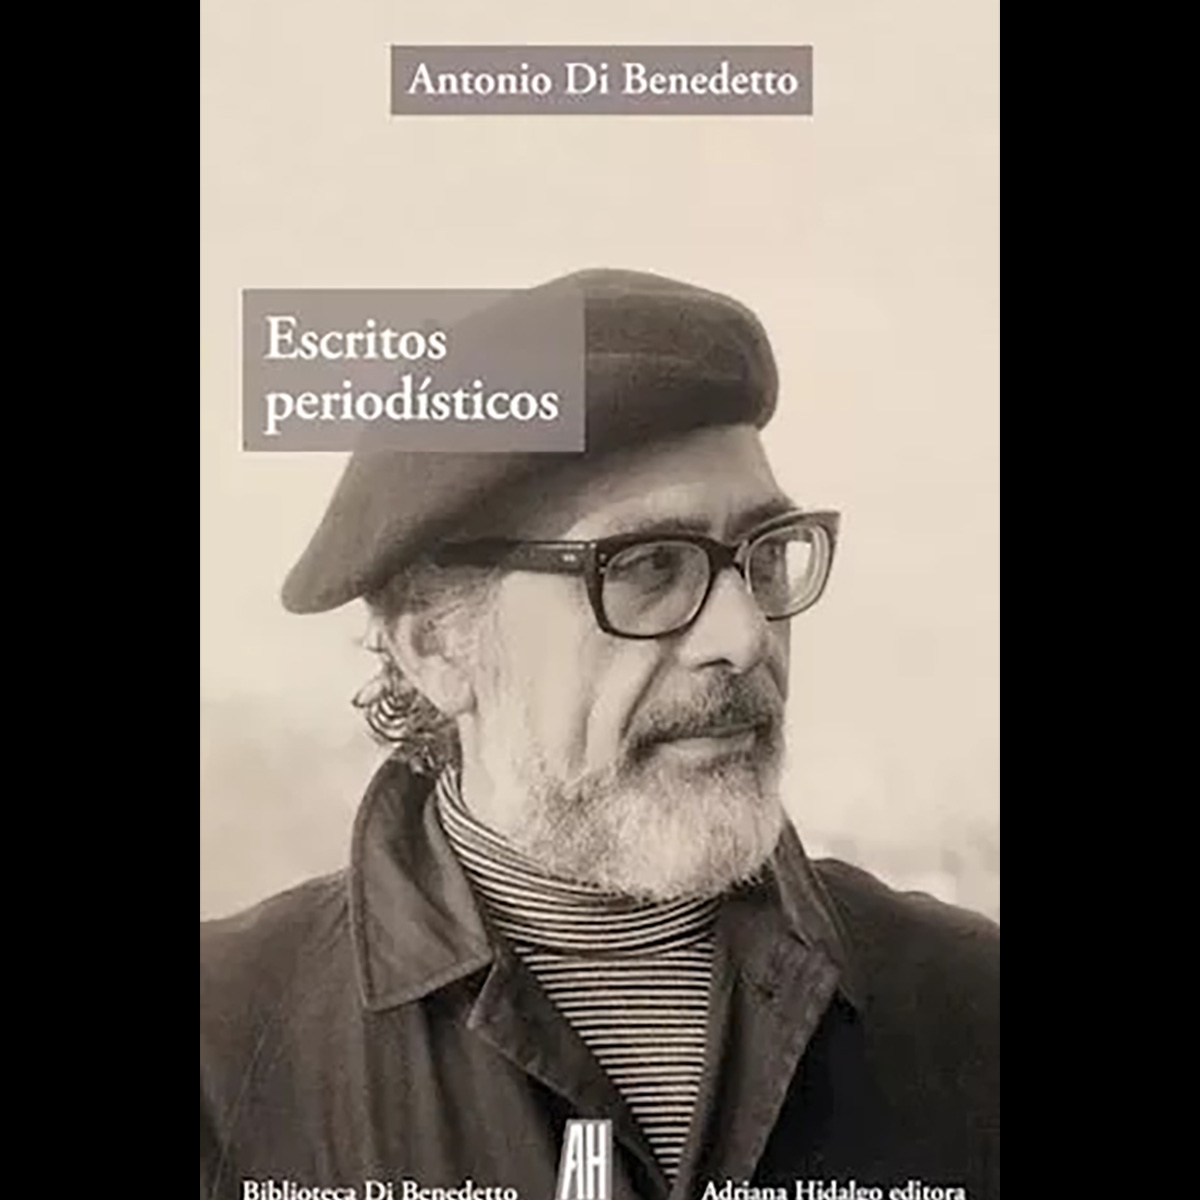 Antonio Di Benedetto
Escritos
periodísticos
AH
Biblioteca Di Benedetto
Adriana Hidalgo editora